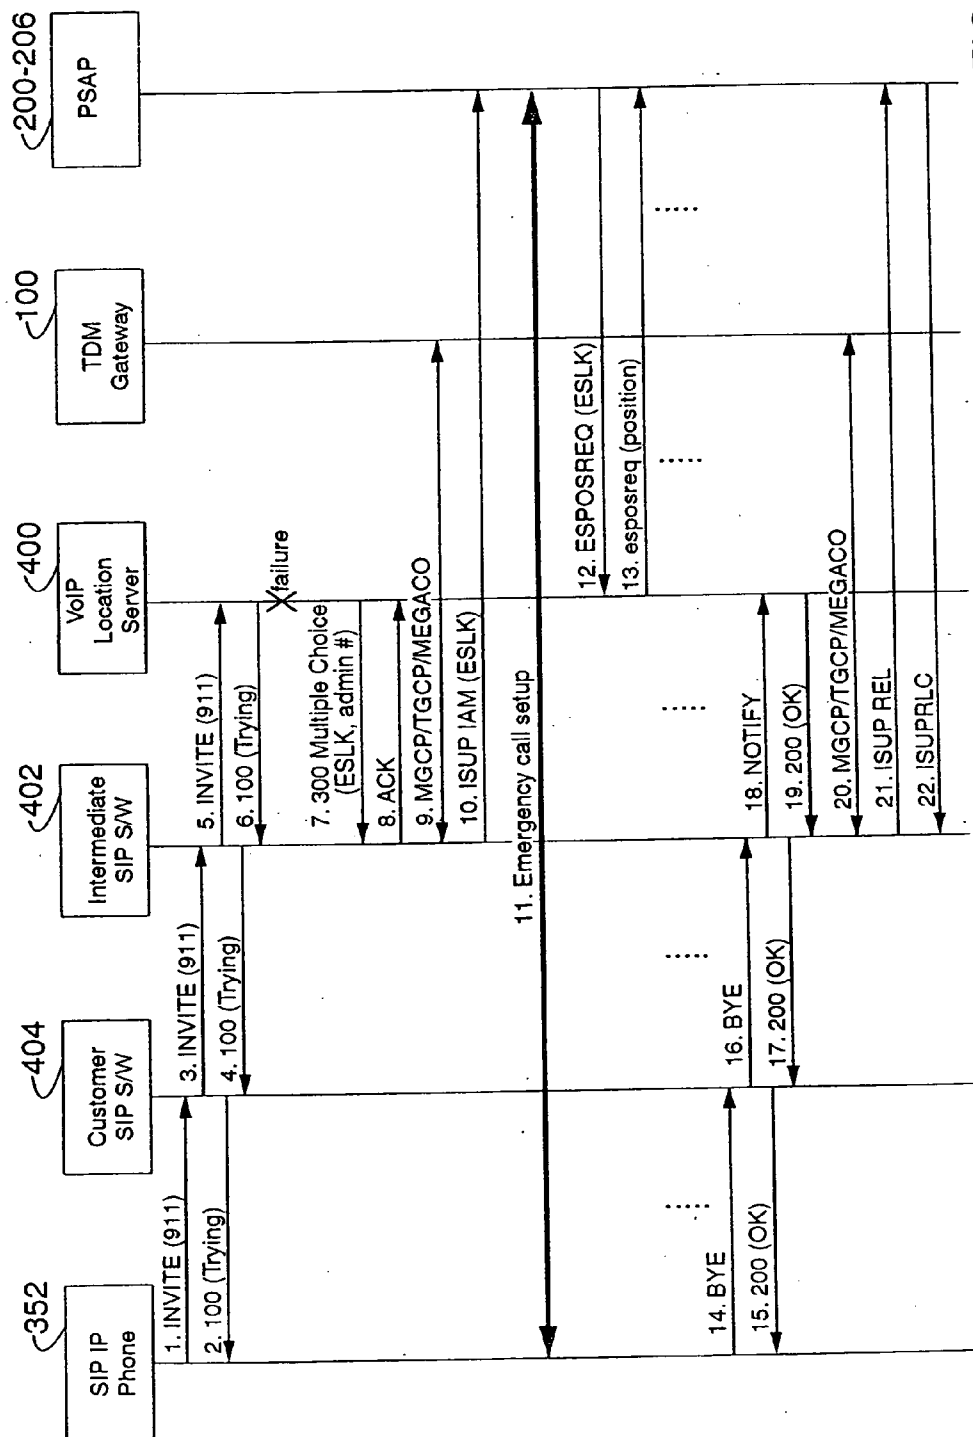 352
SIP IP
Phone
404
Customer
SIP S/W
402
Intermediate
SIP S/W
400
VoIP
Location
Server
100
TDM
Gateway
200-206
PSAP
1. INVITE (911)
2. 100 (Trying)
3. INVITE (911)
4. 100 (Trying)
5. INVITE (911)
6. 100 (Trying)
failure
7. 300 Multiple Choice
(ESLK, admin #)
8. ACK
9. MGCP/TGCP/MEGACO
10. ISUP IAM (ESLK)
11. Emergency call setup
12. ESPOSREQ (ESLK)
13. esposreq (position)
14. BYE
15. 200 (OK)
16. BYE
17. 200 (OK)
18. NOTIFY
19. 200 (OK)
20. MGCP/TGCP/MEGACO
21. ISUP REL
22. ISUPRLC